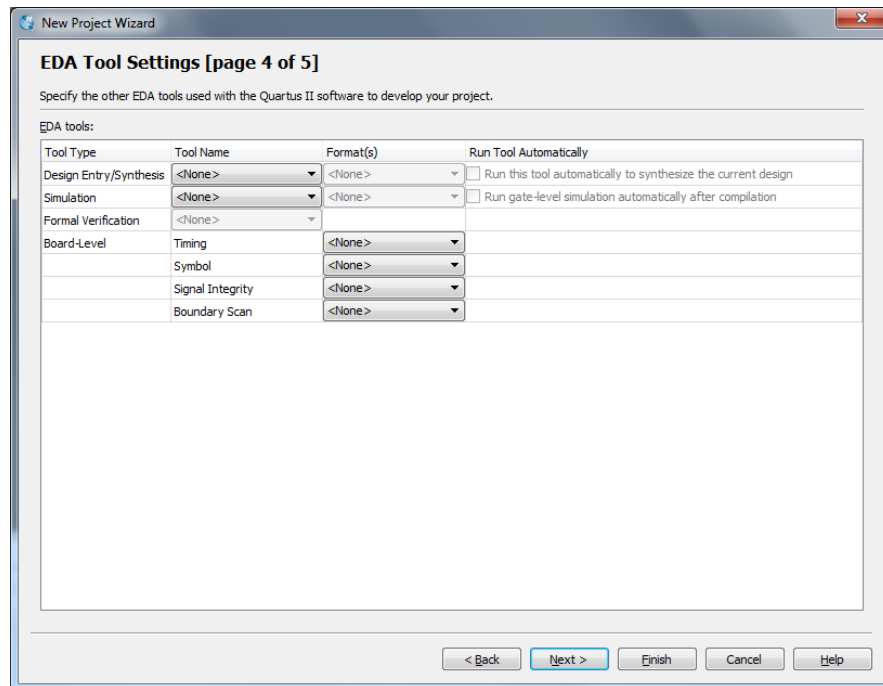 New Project Wizard
EDA Tool Settings [page 4 of 5]
Specify the other EDA tools used with the Quartus II software to develop your project.
EDA tools:
Tool Type Tool Name Format(s) Run Tool Automatically
Design Entry/Synthesis <None> <None> Run this tool automatically to synthesize the current design
Simulation <None> <None> Run gate-level simulation automatically after compilation
Formal Verification <None>
Board-Level Timing <None>
Symbol <None>
Signal Integrity <None>
Boundary Scan <None>
< Back Next > Finish Cancel Help